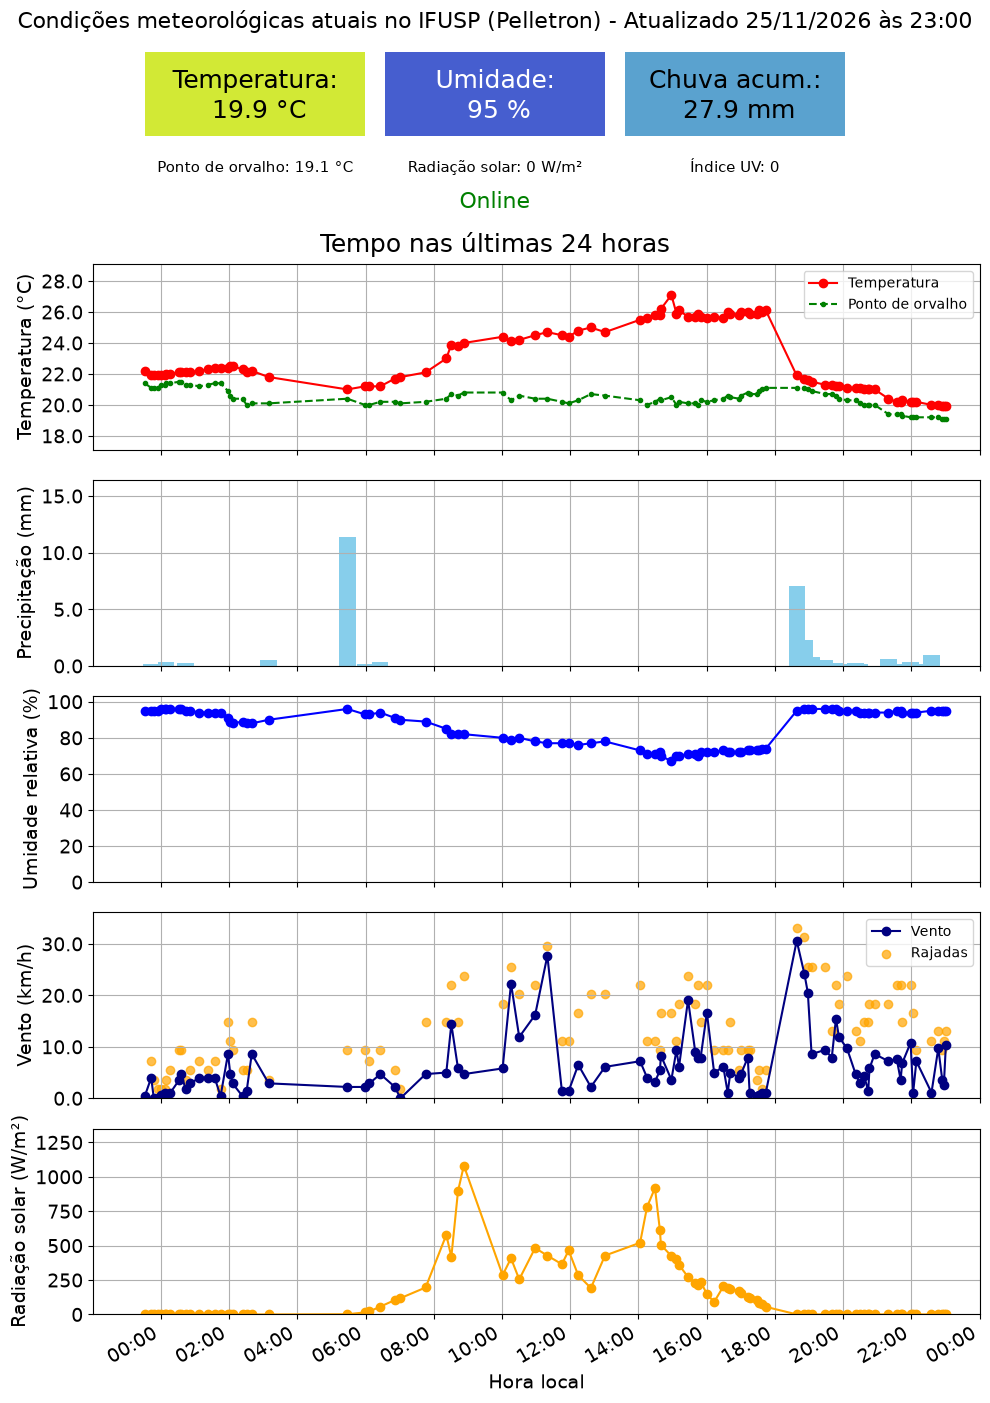 Condições meteorológicas atuais no IFUSP (Pelletron) - Atualizado 25/11/2026 às 23:00
Temperatura:
19.9 °C
Umidade:
95 %
Chuva acum.:
27.9 mm
Ponto de orvalho: 19.1 °C
Radiação solar: 0 W/m²
Índice UV: 0
Online
Tempo nas últimas 24 horas
Temperatura (°C)
28.0
26.0
24.0
22.0
20.0
18.0
Temperatura
Ponto de orvalho
Precipitação (mm)
15.0
10.0
5.0
0.0
Umidade relativa (%)
100
80
60
40
20
0
Vento (km/h)
30.0
20.0
10.0
0.0
Vento
Rajadas
Radiação solar (W/m²)
1250
1000
750
500
250
0
00:00 02:00 04:00 06:00 08:00 10:00 12:00 14:00 16:00 18:00 20:00 22:00 00:00
Hora local